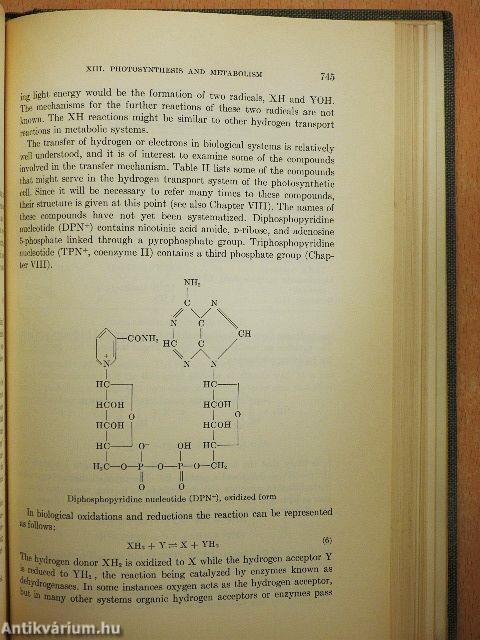 XIII. PHOTOSYNTHESIS AND METABOLISM 745
ing light energy would be the formation of two radicals, XH and YOH.
The mechanisms for the further reactions of these two radicals are not
known. The XH reactions might be similar to other hydrogen transport
reactions in metabolic systems.
The transfer of hydrogen or electrons in biological systems is relatively
well understood, and it is of interest to examine some of the compounds
involved in the transfer mechanism. Table II lists some of the compounds
that might serve in the hydrogen transport system of the photosynthetic
cell. Since it will be necessary to refer many times to these compounds,
their structure is given at this point (see also Chapter VIII). The names of
these compounds have not yet been systematized. Diphosphopyridine
nucleotide (DPN+) contains nicotinic acid amide, D-ribose, and adenosine
5-phosphate linked through a pyrophosphate group. Triphosphopyridine
nucleotide (TPN+, coenzyme II) contains a third phosphate group (Chap-
ter VIII).
NH2
C N
N C
CONH2 HC C CH
+
N N N
HC HC
HCOH HCOH
O O
HCOH HCOH
HC O- OH HC
H2C—O—P—O—P—O—CH2
O O
Diphosphopyridine nucleotide (DPN+), oxidized form
In biological oxidations and reductions the reaction can be represented
as follows:
XH2 + Y ⇌ X + YH2 (6)
The hydrogen donor XH2 is oxidized to X while the hydrogen acceptor Y
is reduced to YH2, the reaction being catalyzed by enzymes known as
dehydrogenases. In some instances oxygen acts as the hydrogen acceptor,
but in many other systems organic hydrogen acceptors or enzymes pass
Antikvárium.hu